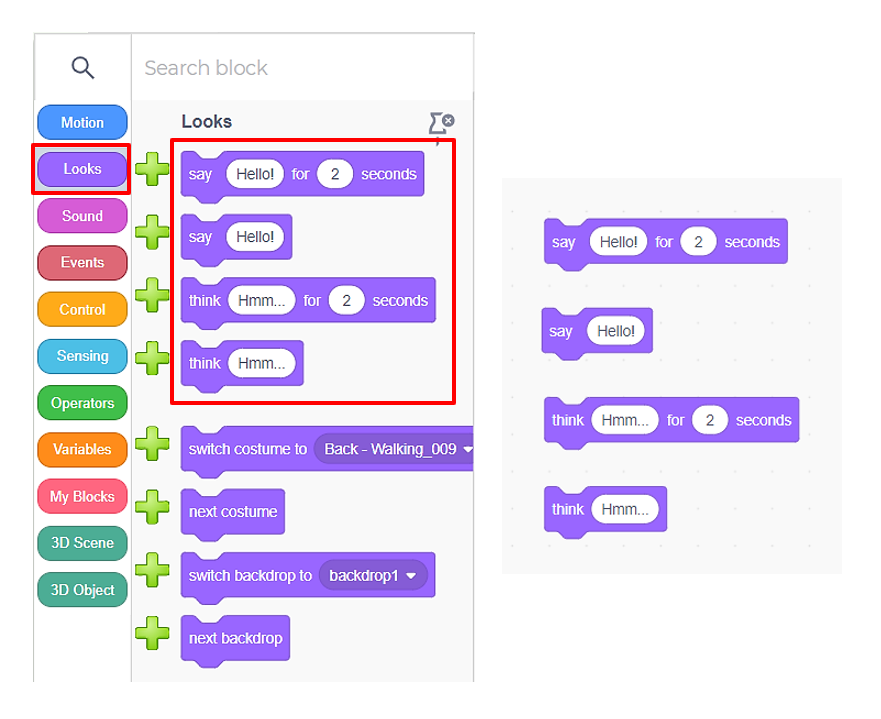 Search block
Looks
Motion
Looks
Sound
Events
Control
Sensing
Operators
Variables
My Blocks
3D Scene
3D Object
say Hello! for 2 seconds
say Hello!
think Hmm... for 2 seconds
think Hmm...
switch costume to Back - Walking_009
next costume
switch backdrop to backdrop1
next backdrop
say Hello! for 2 seconds
say Hello!
think Hmm... for 2 seconds
think Hmm...